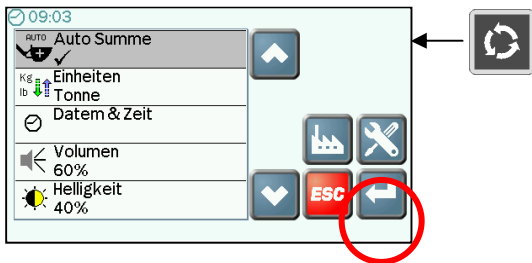 09:03
AUTO Auto Summe
Kg Einheiten
lb Tonne
Datem & Zeit
Volumen
60%
Helligkeit
40%
ESC